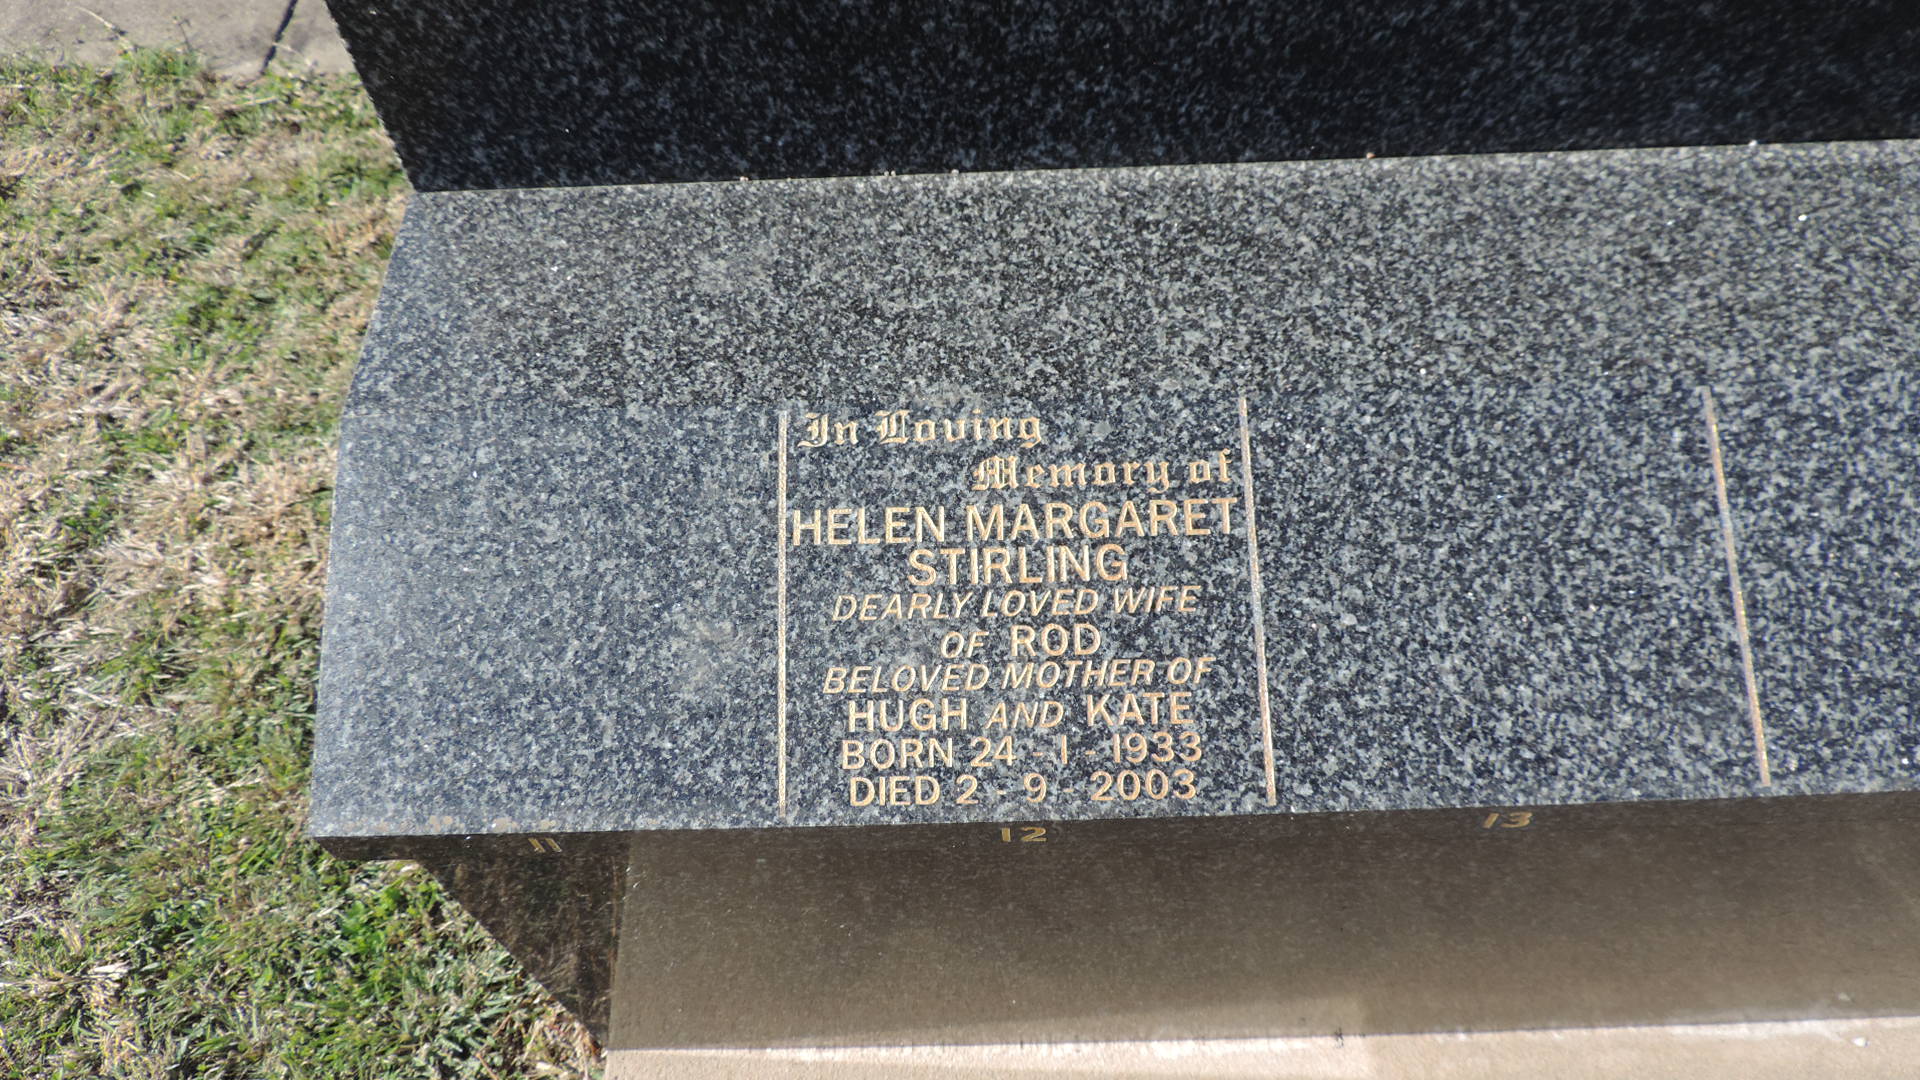 In Loving
Memory of
HELEN MARGARET
STIRLING
DEARLY LOVED WIFE
OF ROD
BELOVED MOTHER OF
HUGH AND KATE
BORN 24 - 1 - 1933
DIED 2 - 9 - 2003
11 12 13